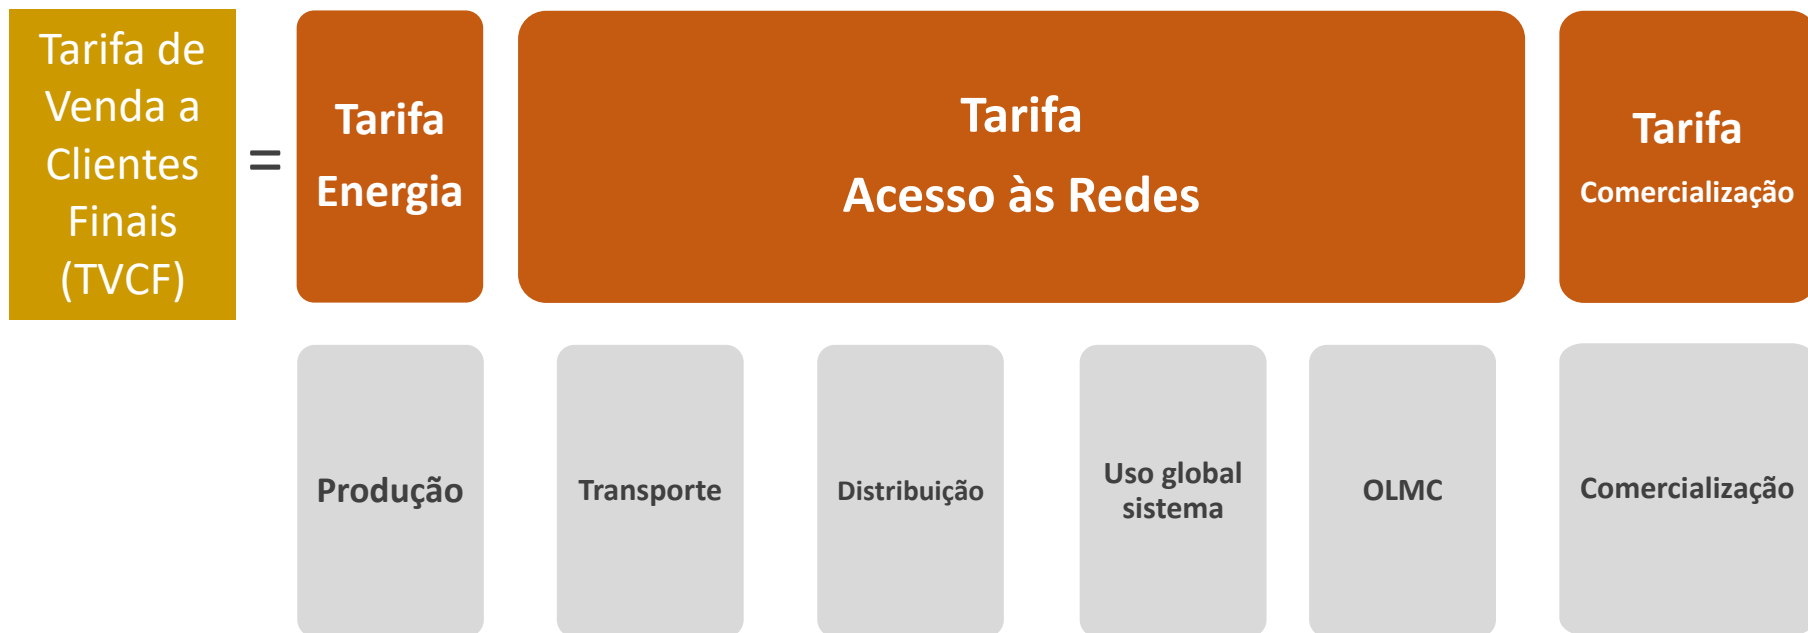 Tarifa de
Venda a
Clientes
Finais
(TVCF)
=
Tarifa
Energia
Tarifa
Acesso às Redes
Tarifa
Comercialização
Produção
Transporte
Distribuição
Uso global
sistema
OLMC
Comercialização